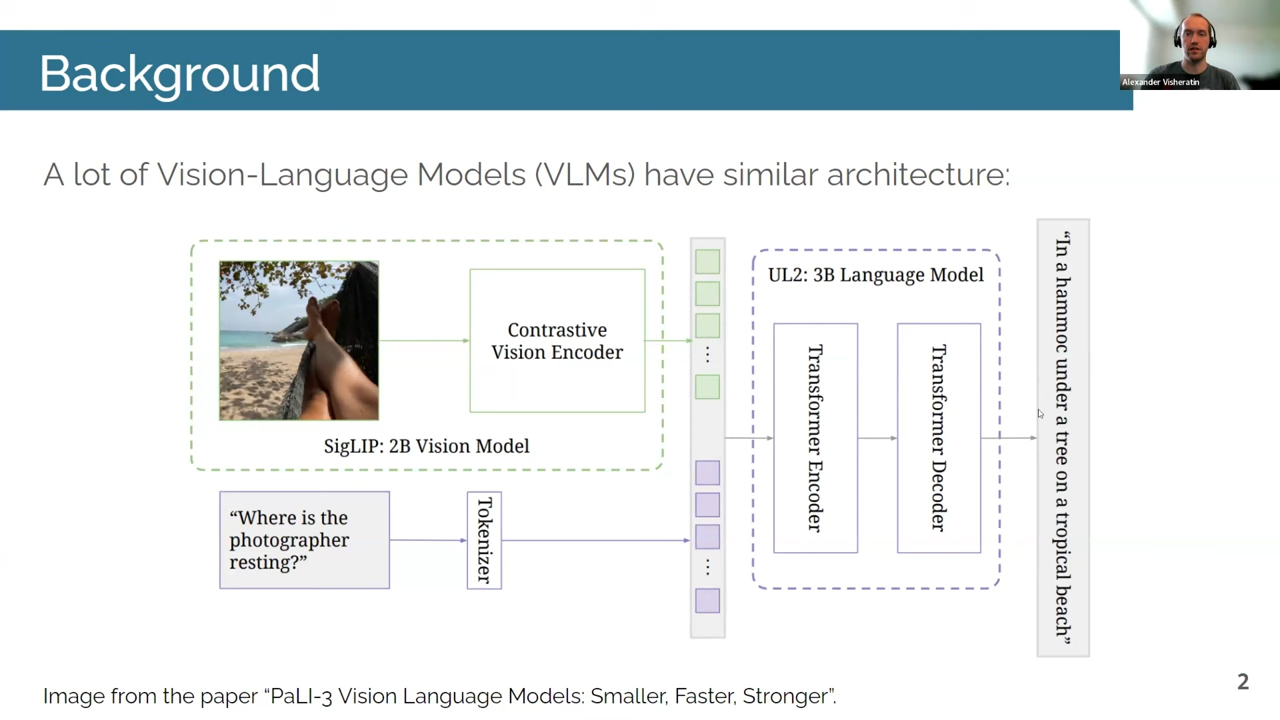 Background
Alexander Visheratin
A lot of Vision-Language Models (VLMs) have similar architecture:
Contrastive
Vision Encoder
SigLIP: 2B Vision Model
“Where is the
photographer
resting?”
Tokenizer
UL2: 3B Language Model
Transformer Encoder
Transformer Decoder
“In a hammoc under a tree on a tropical beach”
Image from the paper “PaLI-3 Vision Language Models: Smaller, Faster, Stronger”.
2